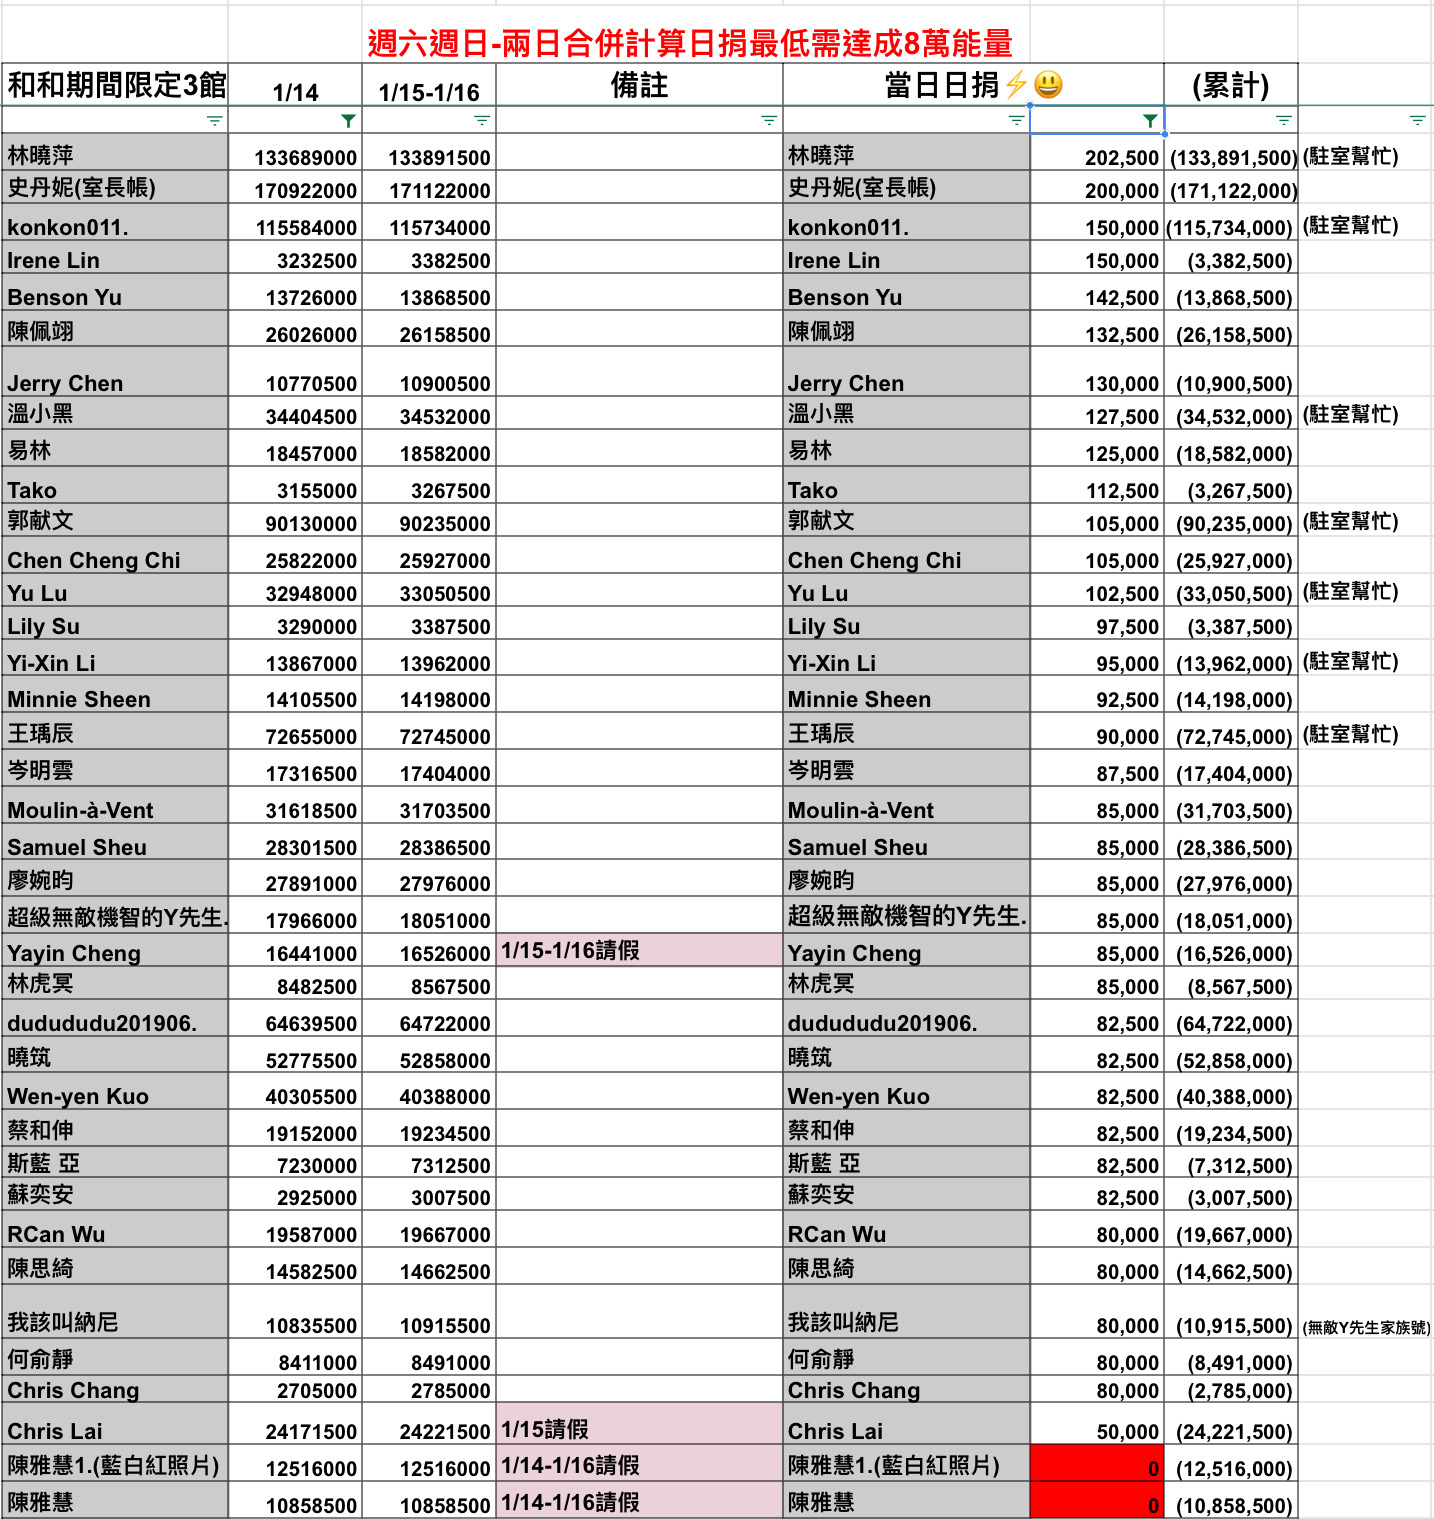 週六週日-兩日合併計算日捐最低需達成8萬能量
和和期間限定3館 1/14 1/15-1/16 備註 當日日捐⚡😃 (累計)
林曉萍 133689000 133891500 林曉萍 202,500 (133,891,500) (駐室幫忙)
史丹妮(室長帳) 170922000 171122000 史丹妮(室長帳) 200,000 (171,122,000)
konkon011. 115584000 115734000 konkon011. 150,000 (115,734,000) (駐室幫忙)
Irene Lin 3232500 3382500 Irene Lin 150,000 (3,382,500)
Benson Yu 13726000 13868500 Benson Yu 142,500 (13,868,500)
陳佩翊 26026000 26158500 陳佩翊 132,500 (26,158,500)
Jerry Chen 10770500 10900500 Jerry Chen 130,000 (10,900,500)
溫小黑 34404500 34532000 溫小黑 127,500 (34,532,000) (駐室幫忙)
易林 18457000 18582000 易林 125,000 (18,582,000)
Tako 3155000 3267500 Tako 112,500 (3,267,500)
郭献文 90130000 90235000 郭献文 105,000 (90,235,000) (駐室幫忙)
Chen Cheng Chi 25822000 25927000 Chen Cheng Chi 105,000 (25,927,000)
Yu Lu 32948000 33050500 Yu Lu 102,500 (33,050,500) (駐室幫忙)
Lily Su 3290000 3387500 Lily Su 97,500 (3,387,500)
Yi-Xin Li 13867000 13962000 Yi-Xin Li 95,000 (13,962,000) (駐室幫忙)
Minnie Sheen 14105500 14198000 Minnie Sheen 92,500 (14,198,000)
王瑀辰 72655000 72745000 王瑀辰 90,000 (72,745,000) (駐室幫忙)
岑明雲 17316500 17404000 岑明雲 87,500 (17,404,000)
Moulin-à-Vent 31618500 31703500 Moulin-à-Vent 85,000 (31,703,500)
Samuel Sheu 28301500 28386500 Samuel Sheu 85,000 (28,386,500)
廖婉昀 27891000 27976000 廖婉昀 85,000 (27,976,000)
超級無敵機智的Y先生. 17966000 18051000 超級無敵機智的Y先生. 85,000 (18,051,000)
Yayin Cheng 16441000 16526000 1/15-1/16請假 Yayin Cheng 85,000 (16,526,000)
林虎冥 8482500 8567500 林虎冥 85,000 (8,567,500)
dudududu201906. 64639500 64722000 dudududu201906. 82,500 (64,722,000)
曉筑 52775500 52858000 曉筑 82,500 (52,858,000)
Wen-yen Kuo 40305500 40388000 Wen-yen Kuo 82,500 (40,388,000)
蔡和伸 19152000 19234500 蔡和伸 82,500 (19,234,500)
斯藍 亞 7230000 7312500 斯藍 亞 82,500 (7,312,500)
蘇奕安 2925000 3007500 蘇奕安 82,500 (3,007,500)
RCan Wu 19587000 19667000 RCan Wu 80,000 (19,667,000)
陳思綺 14582500 14662500 陳思綺 80,000 (14,662,500)
我該叫納尼 10835500 10915500 我該叫納尼 80,000 (10,915,500) (無敵Y先生家族號)
何俞靜 8411000 8491000 何俞靜 80,000 (8,491,000)
Chris Chang 2705000 2785000 Chris Chang 80,000 (2,785,000)
Chris Lai 24171500 24221500 1/15請假 Chris Lai 50,000 (24,221,500)
陳雅慧1.(藍白紅照片) 12516000 12516000 1/14-1/16請假 陳雅慧1.(藍白紅照片) 0 (12,516,000)
陳雅慧 10858500 10858500 1/14-1/16請假 陳雅慧 0 (10,858,500)